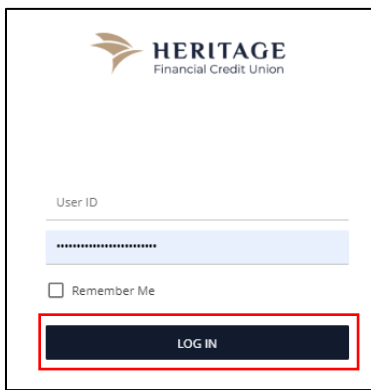 HERITAGE
Financial Credit Union
User ID
••••••••••••••••••••••••
Remember Me
LOG IN